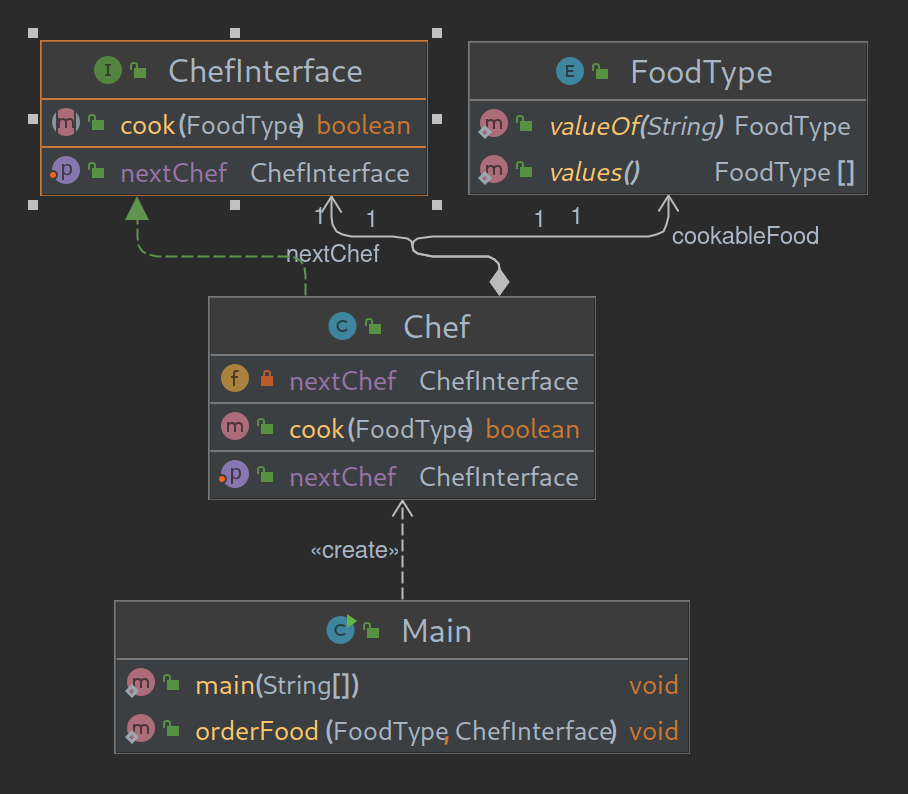 I ChefInterface
m cook(FoodType) boolean
p nextChef ChefInterface
E FoodType
m valueOf(String) FoodType
m values() FoodType[]
1 1 1 1
nextChef
cookableFood
C Chef
f nextChef ChefInterface
m cook(FoodType) boolean
p nextChef ChefInterface
«create»
C Main
m main(String[]) void
m orderFood(FoodType, ChefInterface) void